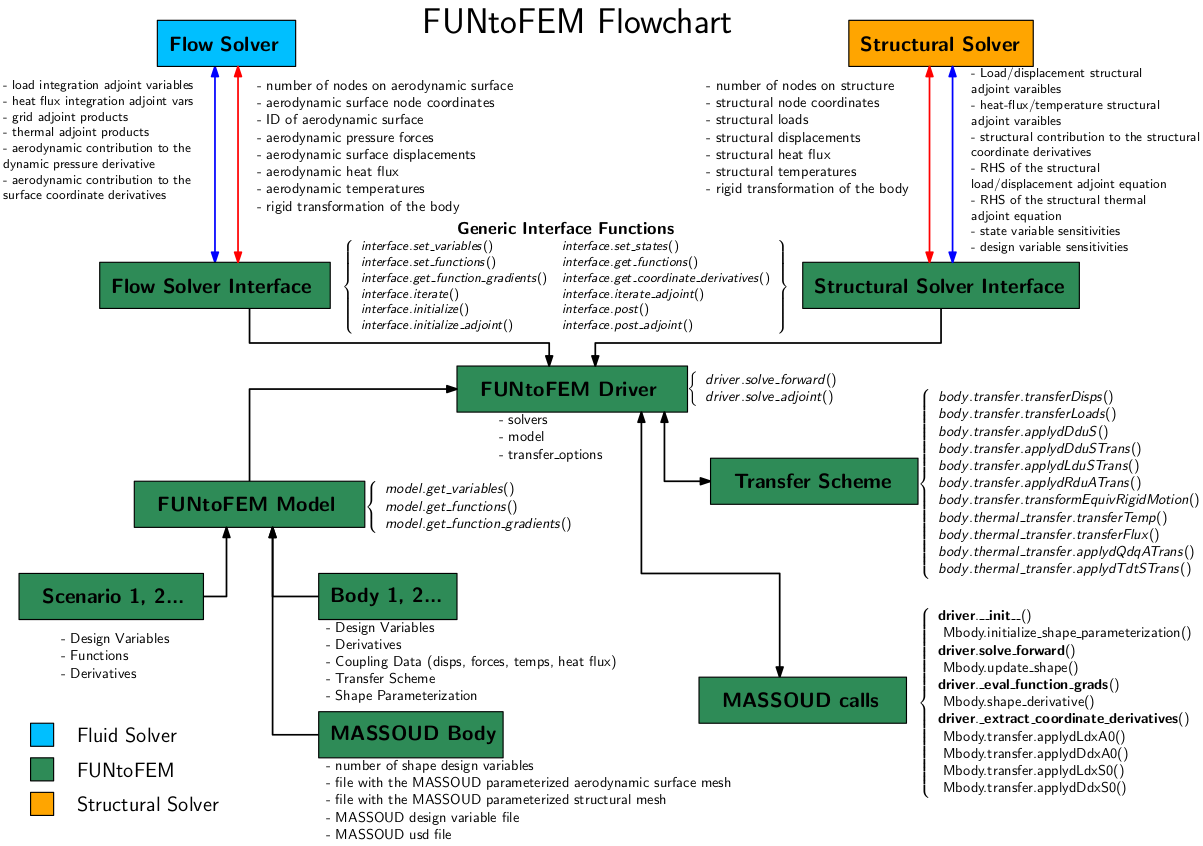 FUNtoFEM Flowchart
Flow Solver
Structural Solver
- load integration adjoint variables
- heat flux integration adjoint vars
- grid adjoint products
- thermal adjoint products
- aerodynamic contribution to the
dynamic pressure derivative
- aerodynamic contribution to the
surface coordinate derivatives
- number of nodes on aerodynamic surface
- aerodynamic surface node coordinates
- ID of aerodynamic surface
- aerodynamic pressure forces
- aerodynamic surface displacements
- aerodynamic heat flux
- aerodynamic temperatures
- rigid transformation of the body
- number of nodes on structure
- structural node coordinates
- structural loads
- structural displacements
- structural heat flux
- structural temperatures
- rigid transformation of the body
- Load/displacement structural
adjoint varaibles
- heat-flux/temperature structural
adjoint varaibles
- structural contribution to the structural
coordinate derivatives
- RHS of the structural
load/displacement adjoint equation
- RHS of the structural thermal
adjoint equation
- state variable sensitivities
- design variable sensitivities
Generic Interface Functions
interface.set_variables()
interface.set_functions()
interface.get_function_gradients()
interface.iterate()
interface.initialize()
interface.initialize_adjoint()
interface.set_states()
interface.get_functions()
interface.get_coordinate_derivatives()
interface.iterate_adjoint()
interface.post()
interface.post_adjoint()
Flow Solver Interface
Structural Solver Interface
FUNtoFEM Driver
driver.solve_forward()
driver.solve_adjoint()
- solvers
- model
- transfer_options
Transfer Scheme
body.transfer.transferDisps()
body.transfer.transferLoads()
body.transfer.applydDduS()
body.transfer.applydDduSTrans()
body.transfer.applydLduSTrans()
body.transfer.applydRduATrans()
body.transfer.transformEquivRigidMotion()
body.thermal_transfer.transferTemp()
body.thermal_transfer.transferFlux()
body.thermal_transfer.applydQdqATrans()
body.thermal_transfer.applydTdtSTrans()
FUNtoFEM Model
model.get_variables()
model.get_functions()
model.get_function_gradients()
Scenario 1, 2...
- Design Variables
- Functions
- Derivatives
Body 1, 2...
- Design Variables
- Derivatives
- Coupling Data (disps, forces, temps, heat flux)
- Transfer Scheme
- Shape Parameterization
MASSOUD calls
driver.__init__()
Mbody.initialize_shape_parameterization()
driver.solve_forward()
Mbody.update_shape()
driver._eval_function_grads()
Mbody.shape_derivative()
driver._extract_coordinate_derivatives()
Mbody.transfer.applydLdxA0()
Mbody.transfer.applydDdxA0()
Mbody.transfer.applydLdxS0()
Mbody.transfer.applydDdxS0()
MASSOUD Body
- number of shape design variables
- file with the MASSOUD parameterized aerodynamic surface mesh
- file with the MASSOUD parameterized structural mesh
- MASSOUD design variable file
- MASSOUD usd file
Fluid Solver
FUNtoFEM
Structural Solver